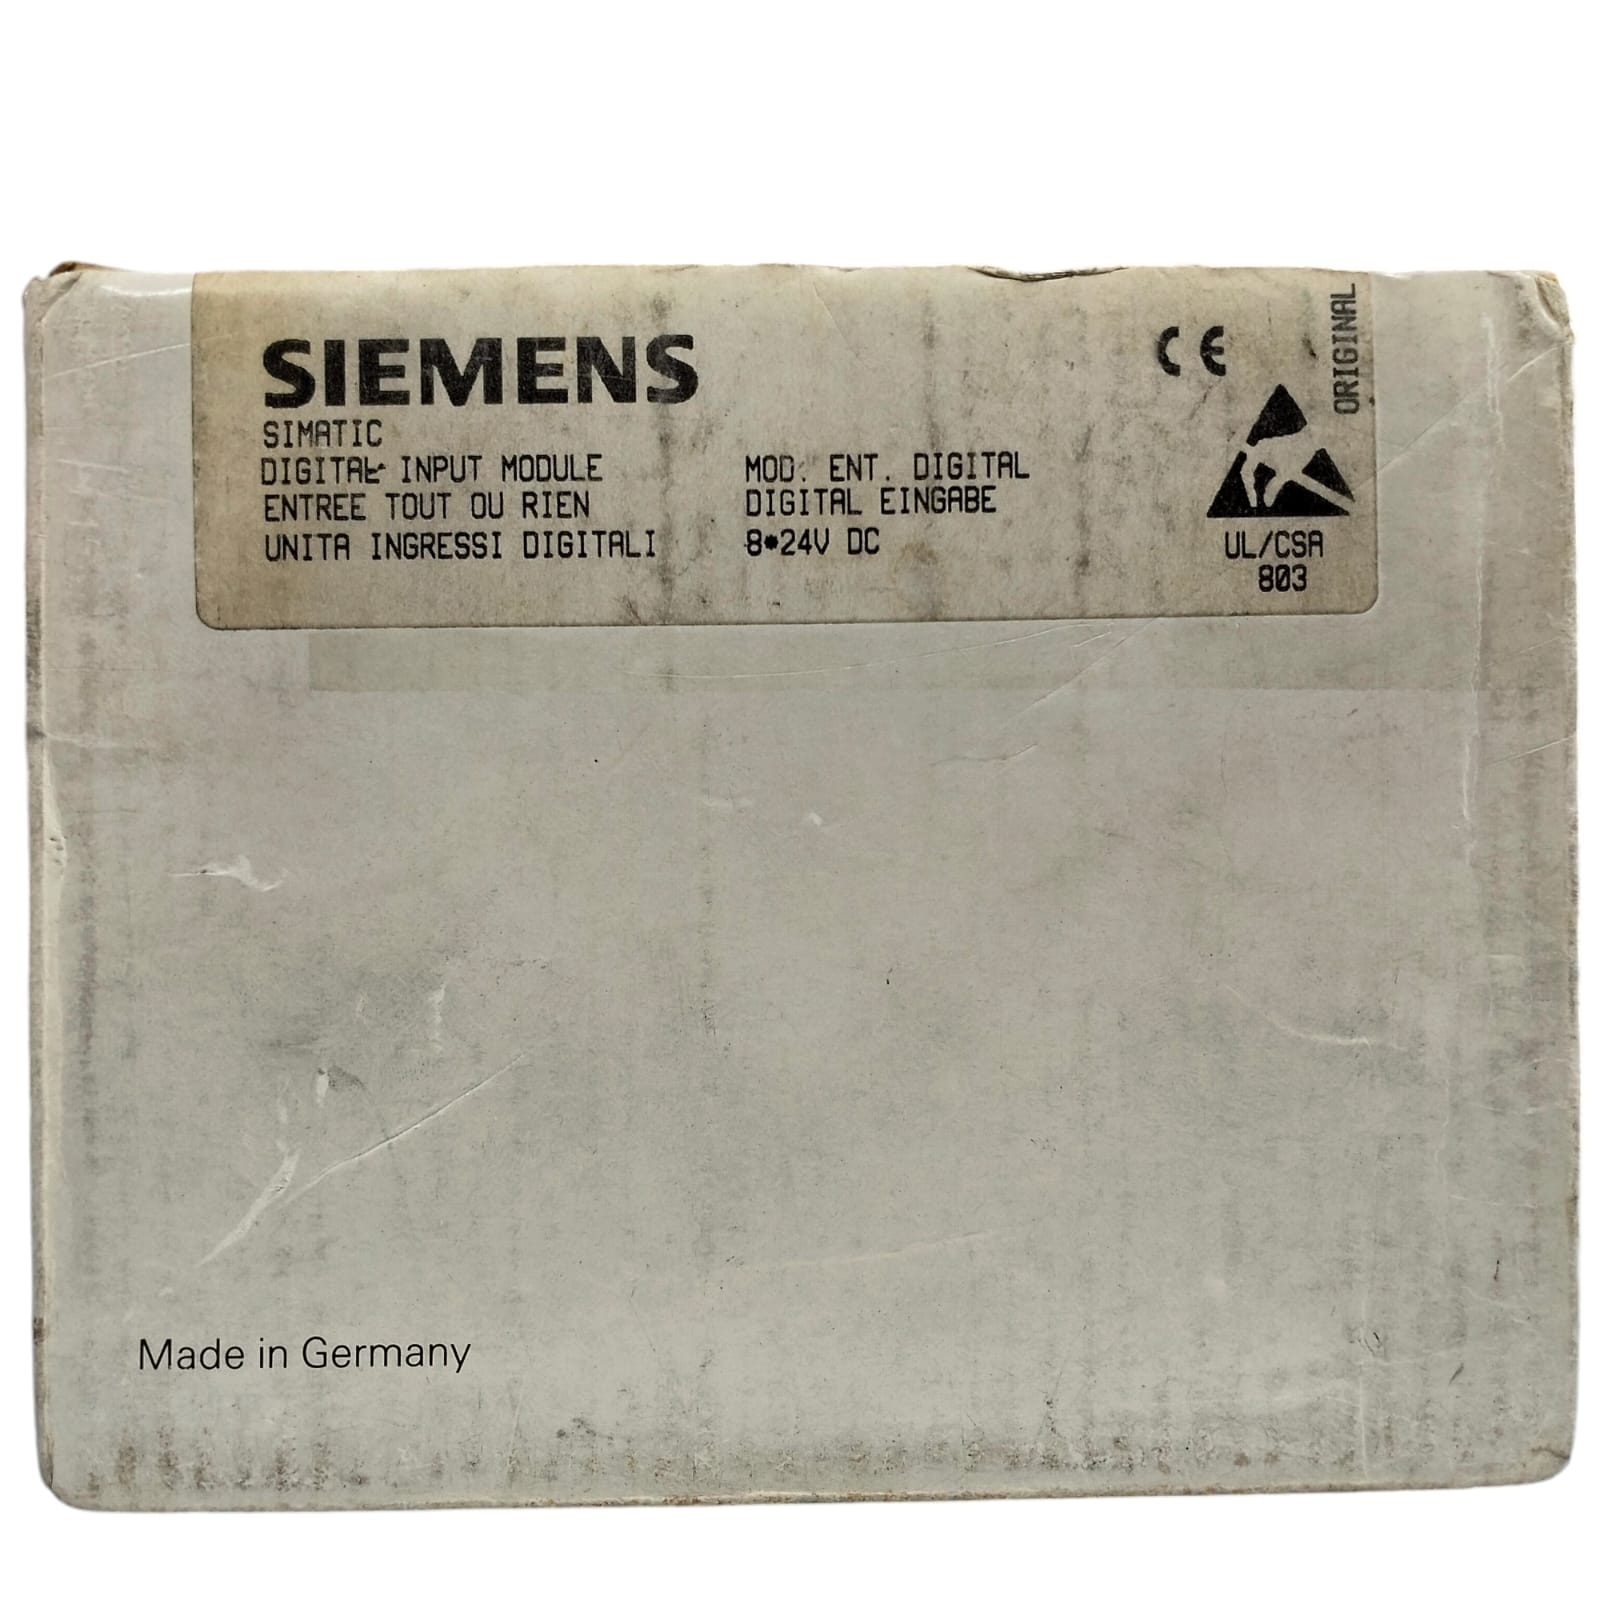 SIEMENS
CE
ORIGINAL
SIMATIC
DIGITAL INPUT MODULE
ENTREE TOUT OU RIEN
UNITA INGRESSI DIGITALI
MOD. ENT. DIGITAL
DIGITAL EINGABE
8*24V DC
UL/CSA
803
Made in Germany